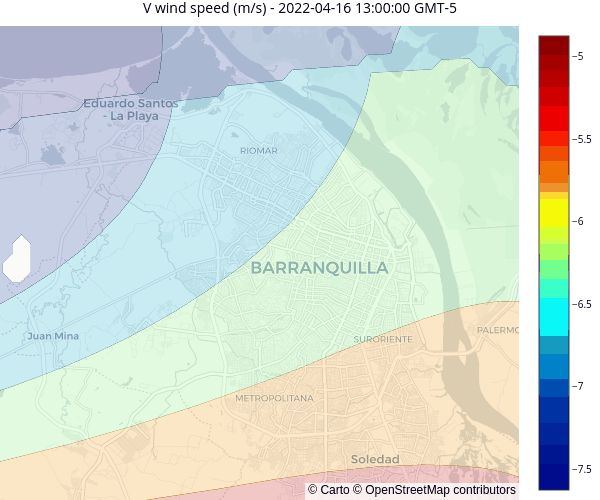 V wind speed (m/s) - 2022-04-16 13:00:00 GMT-5
−5
−5.5
−6
−6.5
−7
−7.5
Eduardo Santos
- La Playa
RIOMAR
BARRANQUILLA
Juan Mina
SURORIENTE
PALERMO
METROPOLITANA
Soledad
© Carto © OpenStreetMap contributors